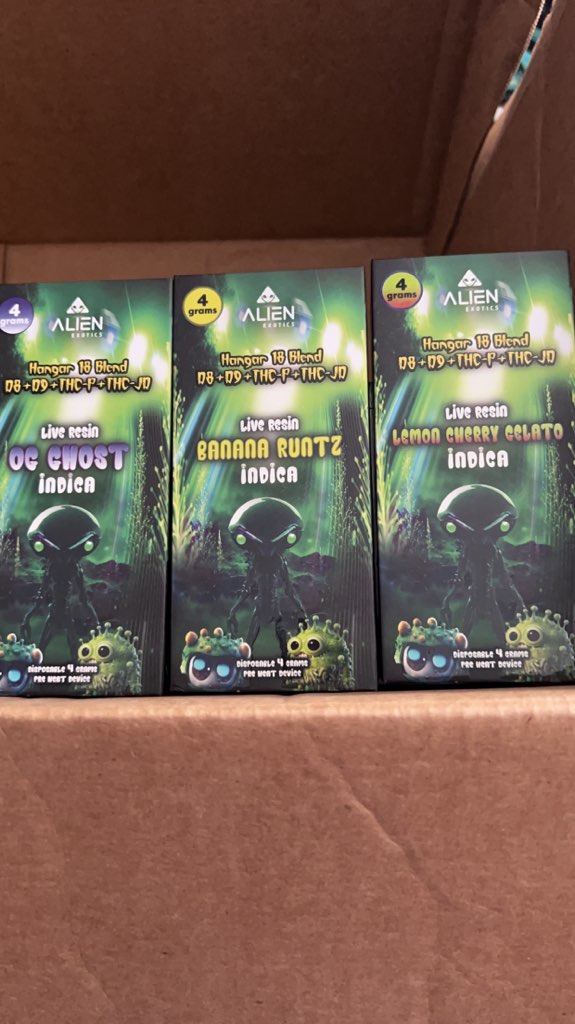 4
grams
ALIEN
EXOTICS
Hangar 18 Blend
D8+D9+THC-P+THC-JD
Live Resin
OG GHOST
indica
Disposable 4 grams
Pre Heat Device
4
grams
ALIEN
EXOTICS
Hangar 18 Blend
D8+D9+THC-P+THC-JD
Live Resin
BANANA RUNTZ
indica
Disposable 4 grams
Pre Heat Device
4
grams
ALIEN
EXOTICS
Hangar 18 Blend
D8+D9+THC-P+THC-JD
Live Resin
LEMON CHERRY GELATO
indica
Disposable 4 grams
Pre Heat Device